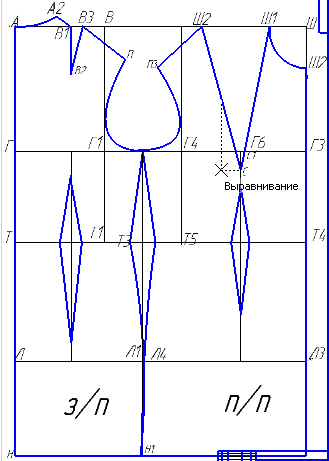 А А2 В3 В Ш2 Ш1 Ш
В1
П П3 Ш2
В2
Г Г1 Г4 Г6 Г3
Г
Выравнивание
Т Т1 Т3 Т5 Т4
Л Л1 Л4 Л3
з/п п/п
Н Н1